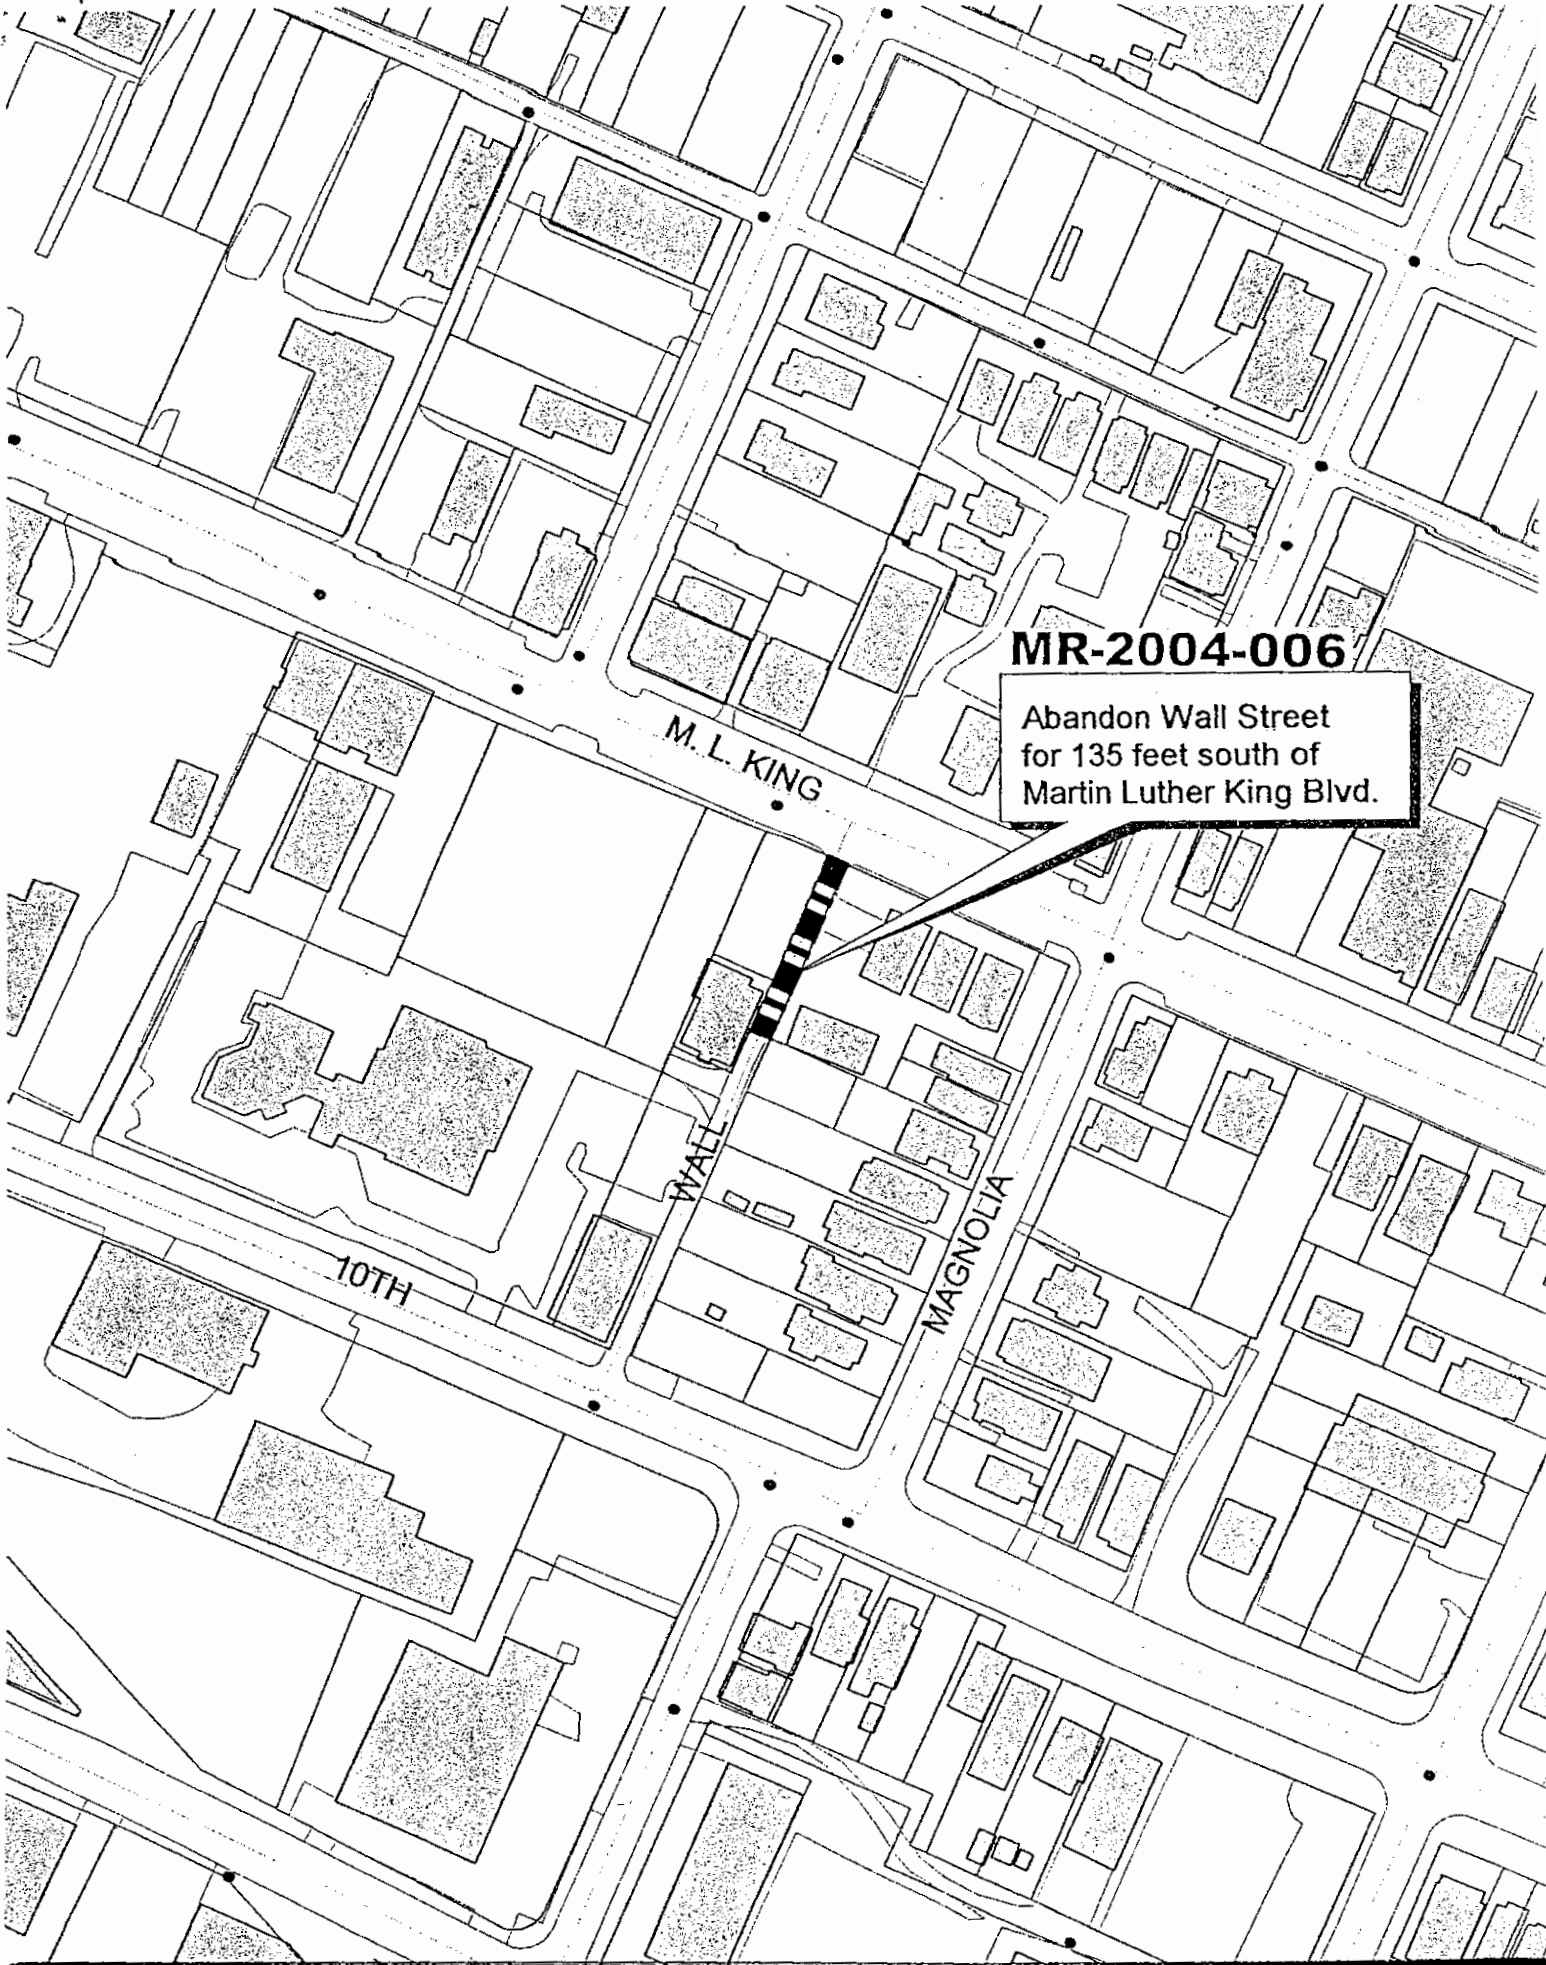 MR-2004-006
Abandon Wall Street
for 135 feet south of
Martin Luther King Blvd.
M. L. KING
WALL
MAGNOLIA
10TH